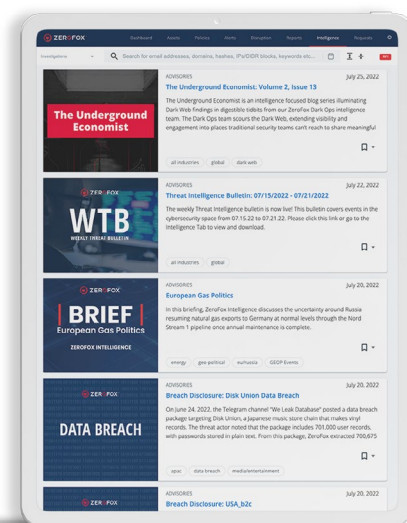 ZEROFOX
Dashboard Assets Policies Alerts Disruption Reports Intelligence Requests
Investigations Search for email addresses, domains, hashes, IPs/CIDR blocks, keywords etc...
The Underground
Economist
ADVISORIES July 25, 2022
The Underground Economist: Volume 2, Issue 13
The Underground Economist is an intelligence focused blog series illuminating
Dark Web findings in digestible tidbits from our ZeroFox Dark Ops intelligence
team. The Dark Ops team scours the Dark Web, extending visibility and
engagement into places traditional security teams can't reach to share meaningful
all industries global dark web
ZEROFOX
WTB
WEEKLY THREAT BULLETIN
ADVISORIES July 22, 2022
Threat Intelligence Bulletin: 07/15/2022 - 07/21/2022
The weekly Threat Intelligence bulletin is now live! This bulletin covers events in the
cybersecurity space from 07.15.22 to 07.21.22. Please click this link or go to the
Intelligence Tab to view and download.
all industries global
ZEROFOX
BRIEF
European Gas Politics
ZEROFOX INTELLIGENCE
ADVISORIES July 20, 2022
European Gas Politics
In this briefing, ZeroFox Intelligence discusses the uncertainty around Russia
resuming natural gas exports to Germany at normal levels through the Nord
Stream 1 pipeline once annual maintenance is complete.
energy geo political eurrussia GEOP Events
ZEROFOX
DATA BREACH
ADVISORIES July 20, 2022
Breach Disclosure: Disk Union Data Breach
On June 24, 2022, the Telegram channel "We Leak Database" posted a data breach
package targeting Disk Union, a Japanese music store chain that makes vinyl
records. The threat actor noted that the package includes 701,000 user records,
with passwords stored in plain text. From this package, ZeroFox extracted 700,675
apac data breach media/entertainment
ZEROFOX
ADVISORIES July 20, 2022
Breach Disclosure: USA_b2c